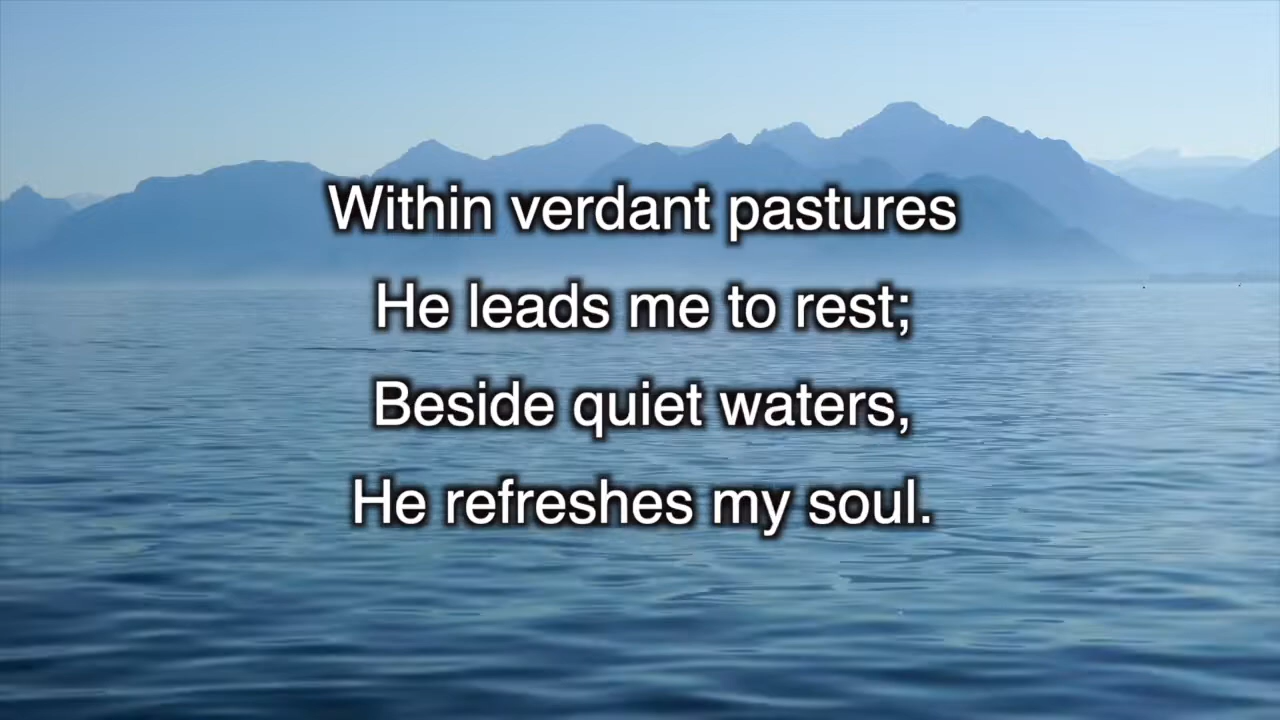 Within verdant pastures
He leads me to rest;
Beside quiet waters,
He refreshes my soul.